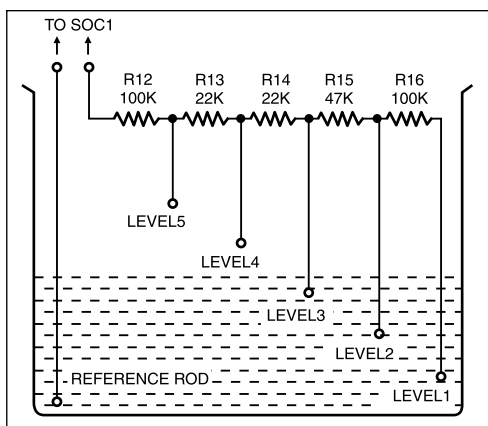 TO SOC1
R12 R13 R14 R15 R16
100K 22K 22K 47K 100K
LEVEL5
LEVEL4
LEVEL3
LEVEL2
REFERENCE ROD
LEVEL1